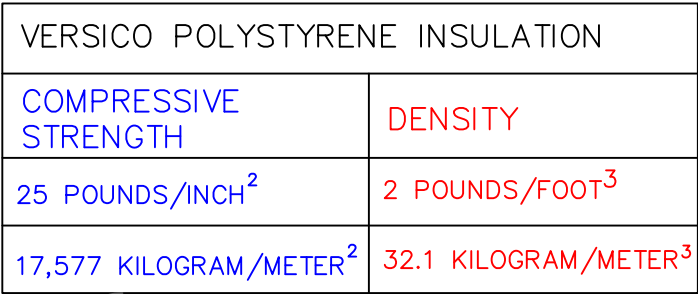 VERSICO POLYSTYRENE INSULATION
COMPRESSIVE
STRENGTH
DENSITY
25 POUNDS/INCH²
2 POUNDS/FOOT³
17,577 KILOGRAM/METER²
32.1 KILOGRAM/METER³